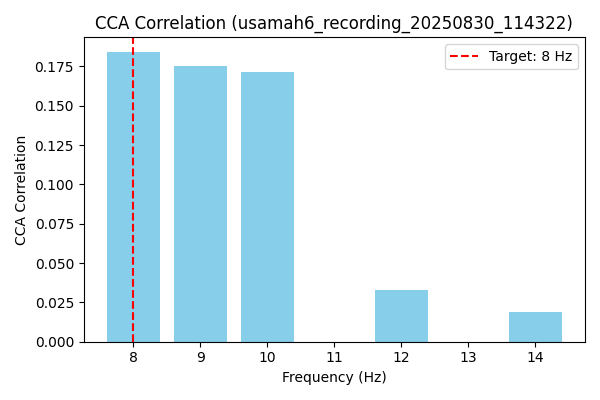 CCA Correlation (usamah6_recording_20250830_114322)
Target: 8 Hz
CCA Correlation
0.175
0.150
0.125
0.100
0.075
0.050
0.025
0.000
8 9 10 11 12 13 14
Frequency (Hz)